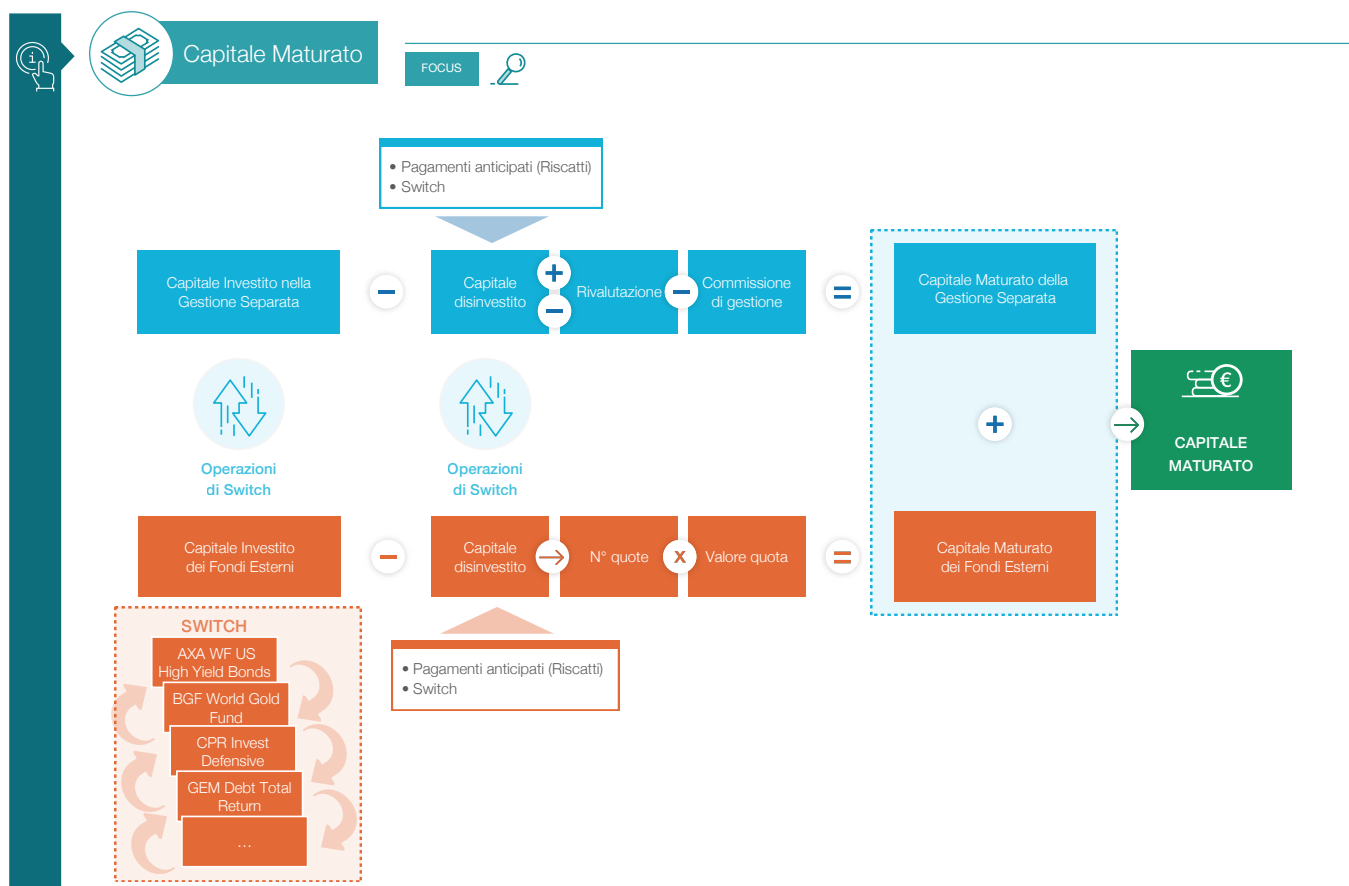 Capitale Maturato
FOCUS
• Pagamenti anticipati (Riscatti)
• Switch
Capitale Investito nella
Gestione Separata
−
Capitale
disinvestito
+
−
Rivalutazione
−
Commissione
di gestione
=
Capitale Maturato della
Gestione Separata
Operazioni
di Switch
Operazioni
di Switch
+
€
CAPITALE
MATURATO
Capitale Investito
dei Fondi Esterni
−
Capitale
disinvestito
N° quote
x
Valore quota
=
Capitale Maturato
dei Fondi Esterni
SWITCH
AXA WF US
High Yield Bonds
BGF World Gold
Fund
CPR Invest
Defensive
GEM Debt Total
Return
...
• Pagamenti anticipati (Riscatti)
• Switch